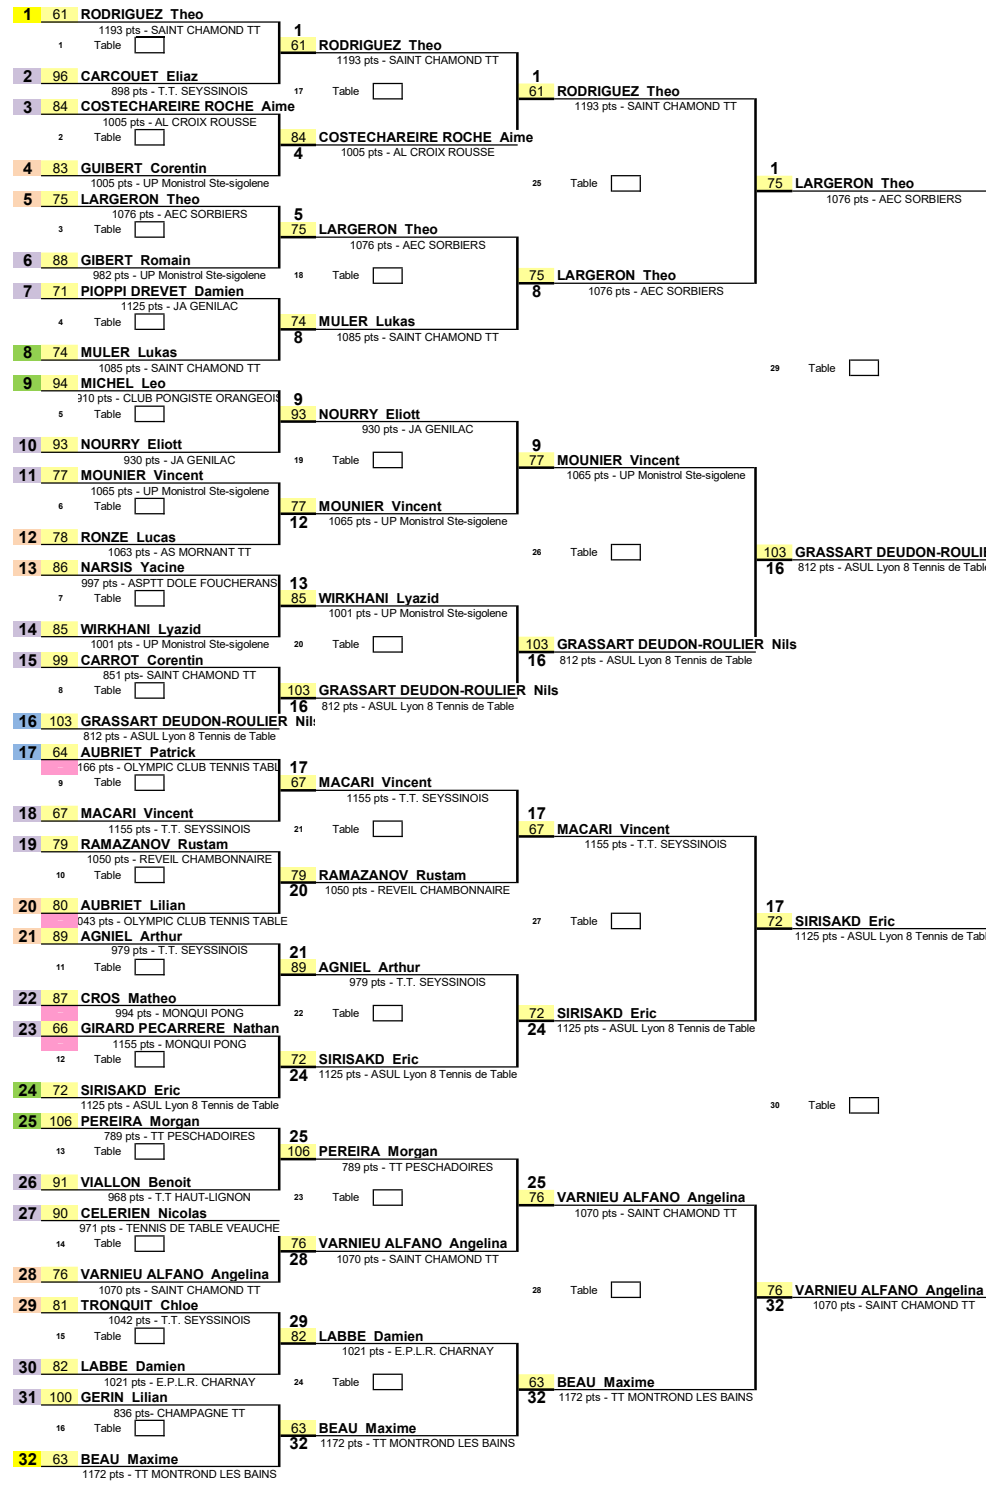 1 61 RODRIGUEZ Theo
1193 pts - SAINT CHAMOND TT
1 Table
2 96 CARCOUET Eliaz
898 pts - T.T. SEYSSINOIS
3 84 COSTECHAREIRE ROCHE Aime
1005 pts - AL CROIX ROUSSE
2 Table
4 83 GUIBERT Corentin
1005 pts - UP Monistrol Ste-sigolene
5 75 LARGERON Theo
1076 pts - AEC SORBIERS
3 Table
6 88 GIBERT Romain
982 pts - UP Monistrol Ste-sigolene
7 71 PIOPPI DREVET Damien
1125 pts - JA GENILAC
4 Table
8 74 MULER Lukas
1085 pts - SAINT CHAMOND TT
9 94 MICHEL Leo
910 pts - CLUB PONGISTE ORANGEOIS
5 Table
10 93 NOURRY Eliott
930 pts - JA GENILAC
11 77 MOUNIER Vincent
1065 pts - UP Monistrol Ste-sigolene
6 Table
12 78 RONZE Lucas
1063 pts - AS MORNANT TT
13 86 NARSIS Yacine
997 pts - ASPTT DOLE FOUCHERANS
7 Table
14 85 WIRKHANI Lyazid
1001 pts - UP Monistrol Ste-sigolene
15 99 CARROT Corentin
851 pts- SAINT CHAMOND TT
8 Table
16 103 GRASSART DEUDON-ROULIER Nils
812 pts - ASUL Lyon 8 Tennis de Table
17 64 AUBRIET Patrick
166 pts - OLYMPIC CLUB TENNIS TABL
9 Table
18 67 MACARI Vincent
1155 pts - T.T. SEYSSINOIS
19 79 RAMAZANOV Rustam
1050 pts - REVEIL CHAMBONNAIRE
10 Table
20 80 AUBRIET Lilian
043 pts - OLYMPIC CLUB TENNIS TABLE
21 89 AGNIEL Arthur
979 pts - T.T. SEYSSINOIS
11 Table
22 87 CROS Matheo
994 pts - MONQUI PONG
23 66 GIRARD PECARRERE Nathan
1155 pts - MONQUI PONG
12 Table
24 72 SIRISAKD Eric
1125 pts - ASUL Lyon 8 Tennis de Table
25 106 PEREIRA Morgan
789 pts - TT PESCHADOIRES
13 Table
26 91 VIALLON Benoit
968 pts - T.T HAUT-LIGNON
27 90 CELERIEN Nicolas
971 pts - TENNIS DE TABLE VEAUCHE
14 Table
28 76 VARNIEU ALFANO Angelina
1070 pts - SAINT CHAMOND TT
29 81 TRONQUIT Chloe
1042 pts - T.T. SEYSSINOIS
15 Table
30 82 LABBE Damien
1021 pts - E.P.L.R. CHARNAY
31 100 GERIN Lilian
836 pts- CHAMPAGNE TT
16 Table
32 63 BEAU Maxime
1172 pts - TT MONTROND LES BAINS
1
61 RODRIGUEZ Theo
1193 pts - SAINT CHAMOND TT
17 Table
84 COSTECHAREIRE ROCHE Aime
4 1005 pts - AL CROIX ROUSSE
5
75 LARGERON Theo
1076 pts - AEC SORBIERS
18 Table
74 MULER Lukas
8 1085 pts - SAINT CHAMOND TT
9
93 NOURRY Eliott
930 pts - JA GENILAC
19 Table
77 MOUNIER Vincent
12 1065 pts - UP Monistrol Ste-sigolene
13
85 WIRKHANI Lyazid
1001 pts - UP Monistrol Ste-sigolene
20 Table
103 GRASSART DEUDON-ROULIER Nils
16 812 pts - ASUL Lyon 8 Tennis de Table
17
67 MACARI Vincent
1155 pts - T.T. SEYSSINOIS
21 Table
79 RAMAZANOV Rustam
20 1050 pts - REVEIL CHAMBONNAIRE
21
89 AGNIEL Arthur
979 pts - T.T. SEYSSINOIS
22 Table
72 SIRISAKD Eric
24 1125 pts - ASUL Lyon 8 Tennis de Table
25
106 PEREIRA Morgan
789 pts - TT PESCHADOIRES
23 Table
76 VARNIEU ALFANO Angelina
28 1070 pts - SAINT CHAMOND TT
29
82 LABBE Damien
1021 pts - E.P.L.R. CHARNAY
24 Table
63 BEAU Maxime
32 1172 pts - TT MONTROND LES BAINS
1
61 RODRIGUEZ Theo
1193 pts - SAINT CHAMOND TT
25 Table
75 LARGERON Theo
8 1076 pts - AEC SORBIERS
9
77 MOUNIER Vincent
1065 pts - UP Monistrol Ste-sigolene
26 Table
103 GRASSART DEUDON-ROULIER Nils
16 812 pts - ASUL Lyon 8 Tennis de Table
17
67 MACARI Vincent
1155 pts - T.T. SEYSSINOIS
27 Table
72 SIRISAKD Eric
24 1125 pts - ASUL Lyon 8 Tennis de Table
25
76 VARNIEU ALFANO Angelina
1070 pts - SAINT CHAMOND TT
28 Table
63 BEAU Maxime
32 1172 pts - TT MONTROND LES BAINS
1
75 LARGERON Theo
1076 pts - AEC SORBIERS
29 Table
103 GRASSART DEUDON-ROULIE
16 812 pts - ASUL Lyon 8 Tennis de Table
17
72 SIRISAKD Eric
1125 pts - ASUL Lyon 8 Tennis de Tab
30 Table
76 VARNIEU ALFANO Angelina
32 1070 pts - SAINT CHAMOND TT